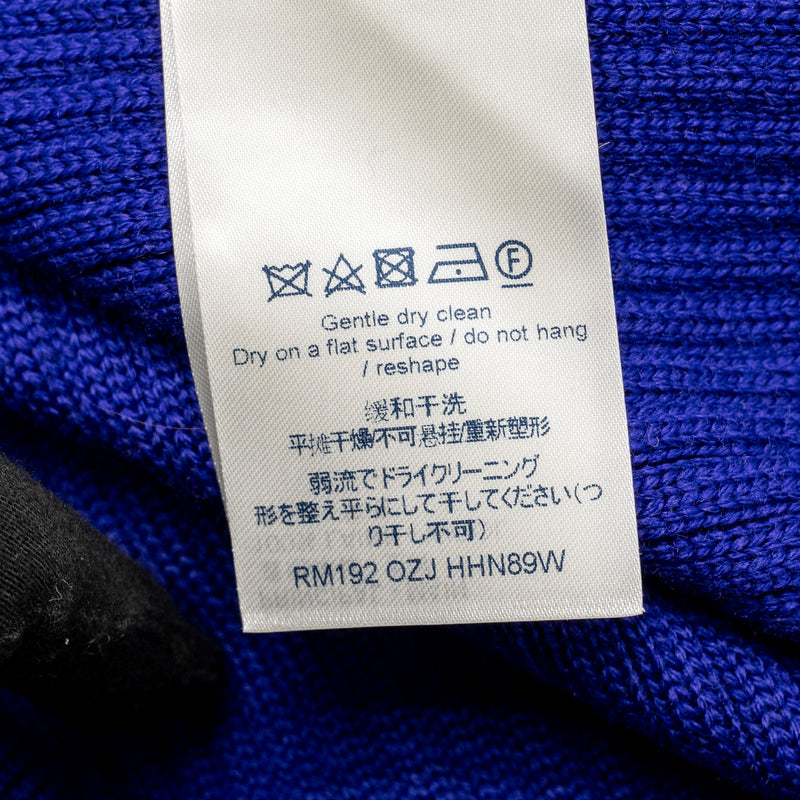 F
Gentle dry clean
Dry on a flat surface / do not hang
/ reshape
缓和干洗
平摊干燥/不可悬挂/重新塑形
弱流でドライクリーニング
形を整え平らにして干してください(つ
り干し不可)
RM192 OZJ HHN89W